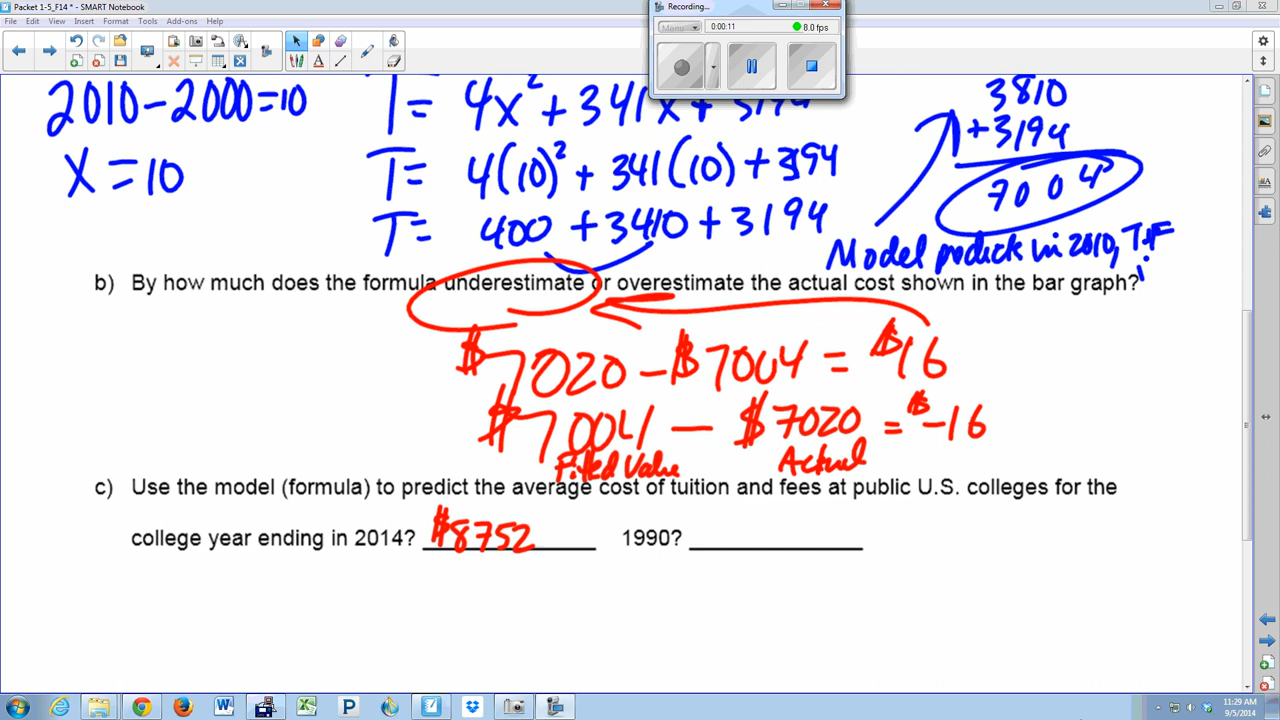 Packet 1-5_F14 * - SMART Notebook
File Edit View Insert Format Tools Add-ons Help
Recording...
Menu 0:00:11 8.0 fps
2010-2000=10
T= 4x² + 341x + 3194
3810
+3194
7004
X = 10
T= 4(10)² + 341(10) + 3194
T= 400 + 3410 + 3194
Model predicts in 2010, T+F
b) By how much does the formula underestimate or overestimate the actual cost shown in the bar graph?
$7020 - $7004 = $16
$7004 - $7020 = $-16
Fitted Value Actual
c) Use the model (formula) to predict the average cost of tuition and fees at public U.S. colleges for the
college year ending in 2014? $8752 1990?
11:29 AM
9/5/2014